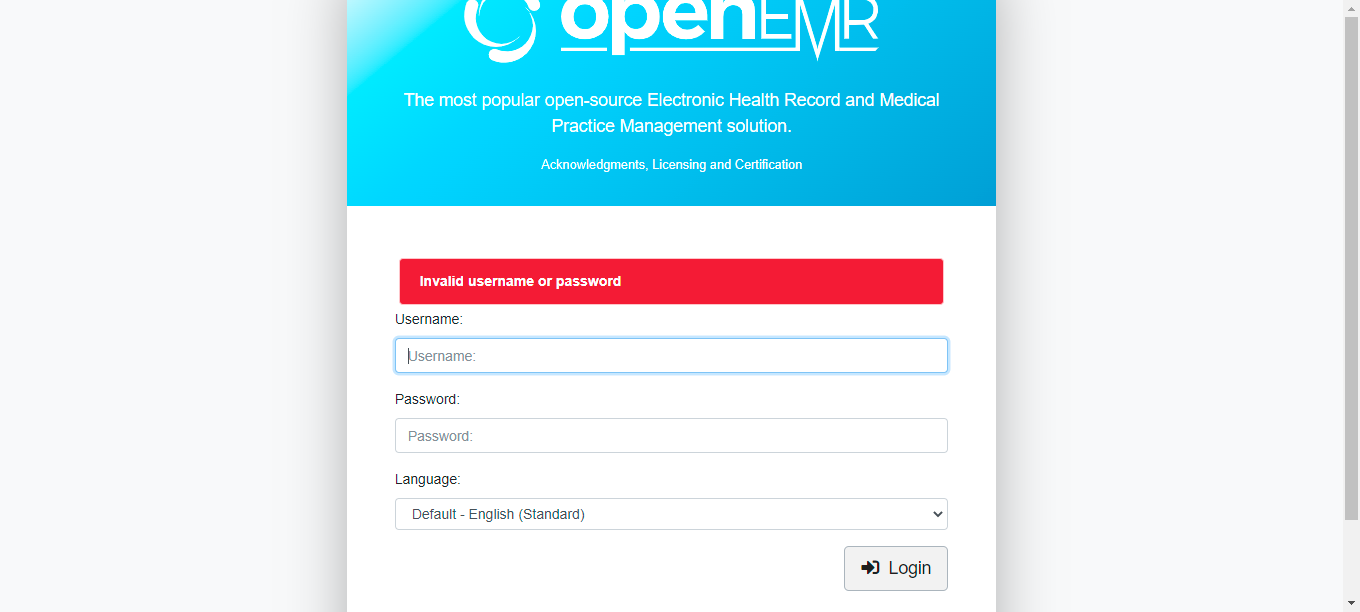 openEMR
The most popular open-source Electronic Health Record and Medical
Practice Management solution.
Acknowledgments, Licensing and Certification
Invalid username or password
Username:
Username:
Password:
Password:
Language:
Default - English (Standard)
Login